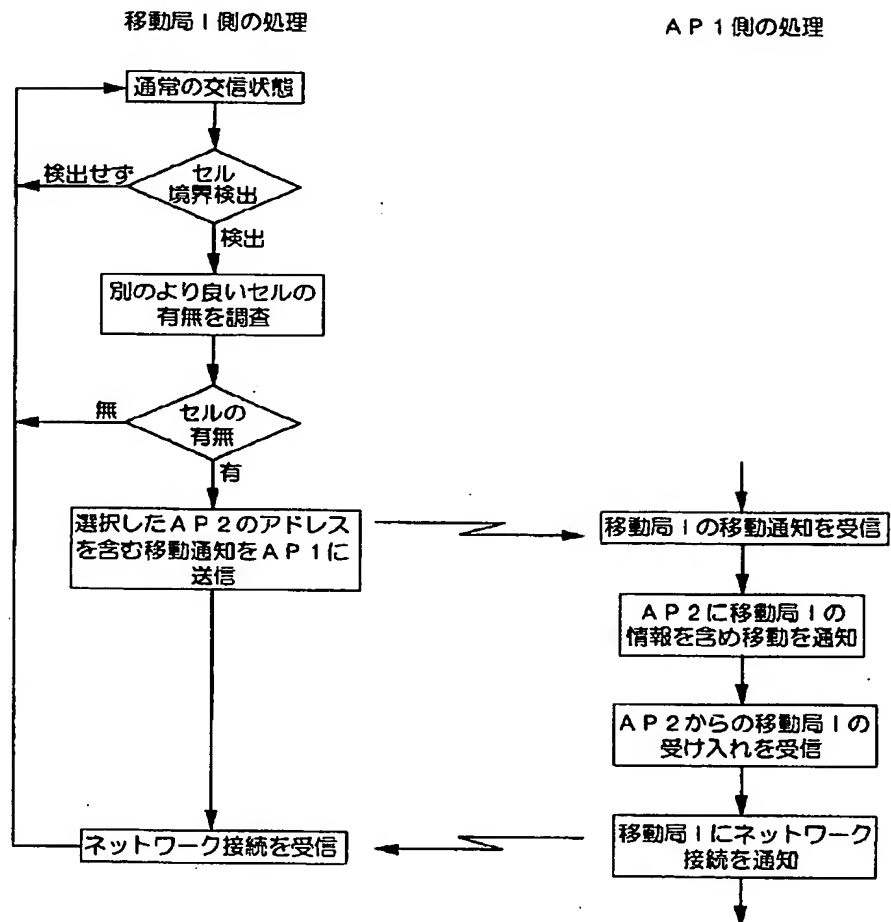 移動局I側の処理
AP1側の処理
通常の交信状態
検出せず
セル
境界検出
検出
別のより良いセルの
有無を調査
無
セルの
有無
有
選択したAP2のアドレス
を含む移動通知をAP1に
送信
移動局Iの移動通知を受信
AP2に移動局Iの
情報を含め移動を通知
AP2からの移動局Iの
受け入れを受信
移動局Iにネットワーク
接続を通知
ネットワーク接続を受信